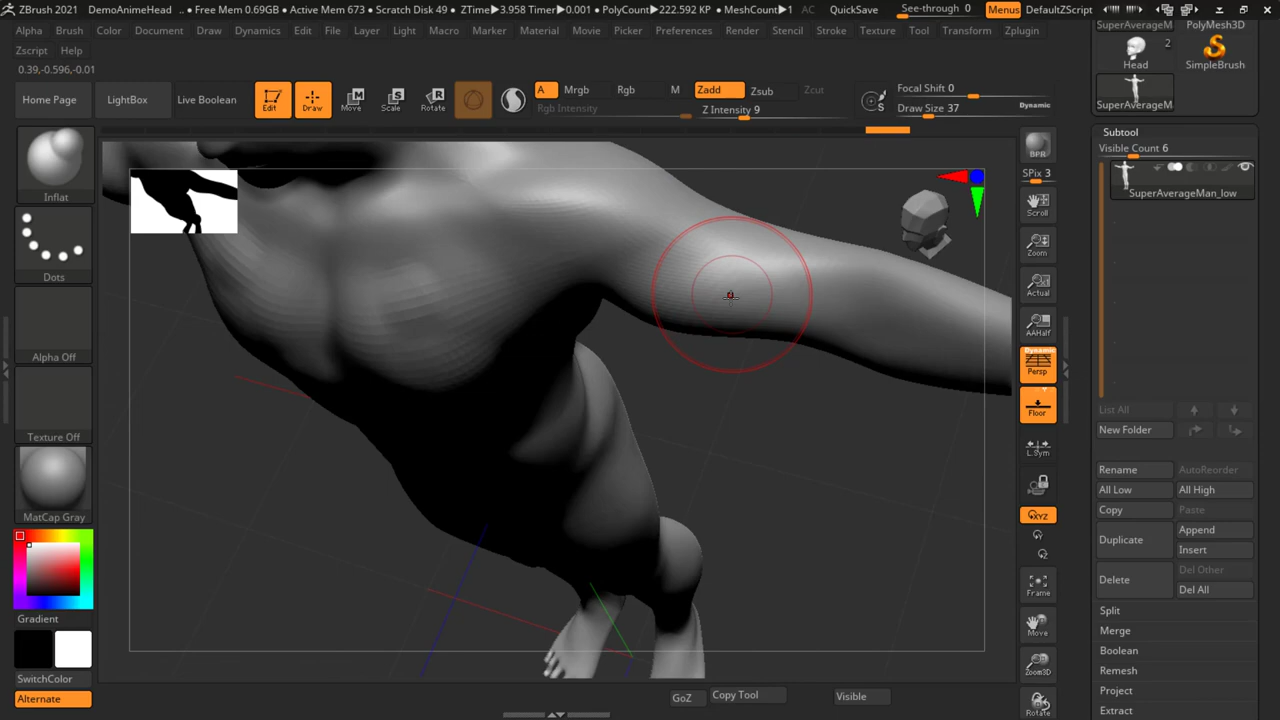 ZBrush 2021 DemoAnimeHead .. • Free Mem 0.69GB • Active Mem 673 • Scratch Disk 49 • ZTime▶3.958 Timer▶0.001 • PolyCount▶222.592 KP • MeshCount▶1 AC QuickSave See-through 0 Menus DefaultZScript
Alpha Brush Color Document Draw Dynamics Edit File Layer Light Macro Marker Material Movie Picker Preferences Render Stencil Stroke Texture Tool Transform Zplugin
Zscript Help
0.39,-0.596,-0.01
Home Page LightBox Live Boolean Edit Draw Move Scale Rotate A Mrgb Rgb M Zadd Zsub Zcut Focal Shift 0
Rgb Intensity Z Intensity 9 Draw Size 37 Dynamic
S
SuperAverageM PolyMesh3D
2
Head SimpleBrush
SuperAverageM
Inflat
Dots
Alpha Off
Texture Off
MatCap Gray
Gradient
SwitchColor
Alternate
BPR
SPix 3
Scroll
Zoom
Actual
AAHalf
Dynamic
Persp
Floor
L.Sym
XYZ
Y
Z
Frame
Move
Zoom3D
Rotate
Subtool
Visible Count 6
SuperAverageMan_low
List All
New Folder
Rename AutoReorder
All Low All High
Copy Paste
Duplicate Append
Insert
Delete Del Other
Del All
Split
Merge
Boolean
Remesh
Project
Extract
GoZ Copy Tool Visible